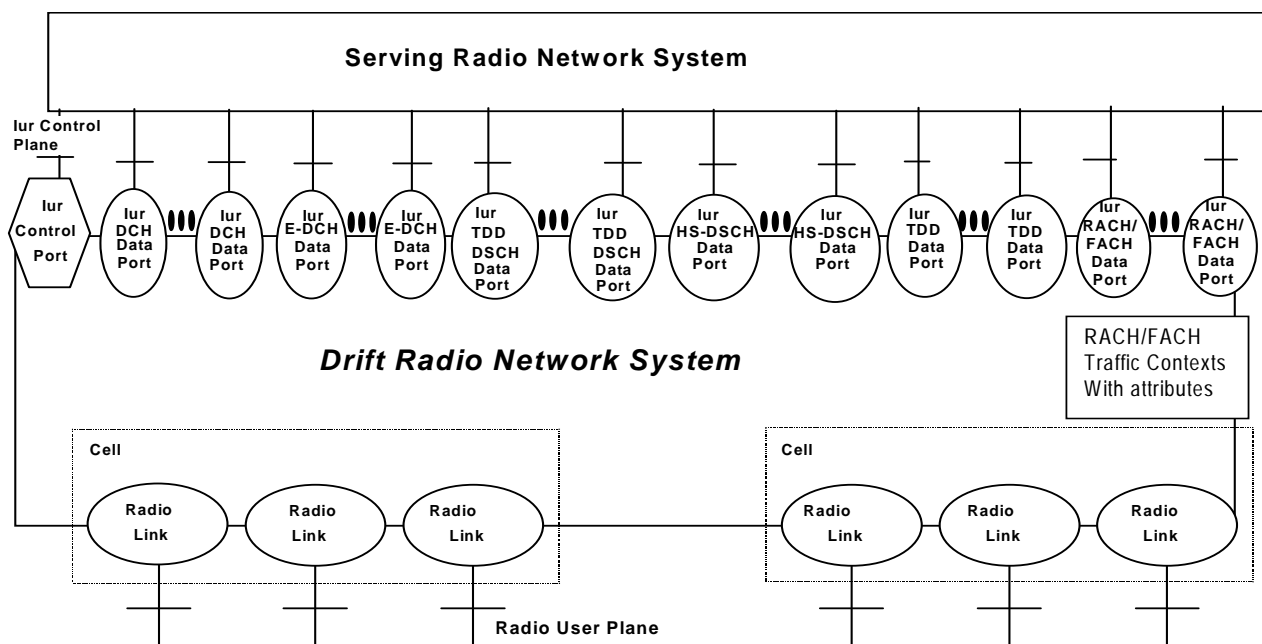 Serving Radio Network System
Iur Control
Plane
Iur
Control
Port
Iur
DCH
Data
Port
Iur
DCH
Data
Port
Iur
E-DCH
Data
Port
Iur
E-DCH
Data
Port
Iur
TDD
DSCH
Data
Port
Iur
TDD
DSCH
Data
Port
Iur
HS-DSCH
Data
Port
Iur
HS-DSCH
Data
Port
Iur
TDD
Data
Port
Iur
TDD
Data
Port
Iur
RACH/
FACH
Data
Port
Iur
RACH/
FACH
Data
Port
Drift Radio Network System
RACH/FACH
Traffic Contexts
With attributes
Cell
Radio
Link
Radio
Link
Radio
Link
Cell
Radio
Link
Radio
Link
Radio
Link
Radio User Plane